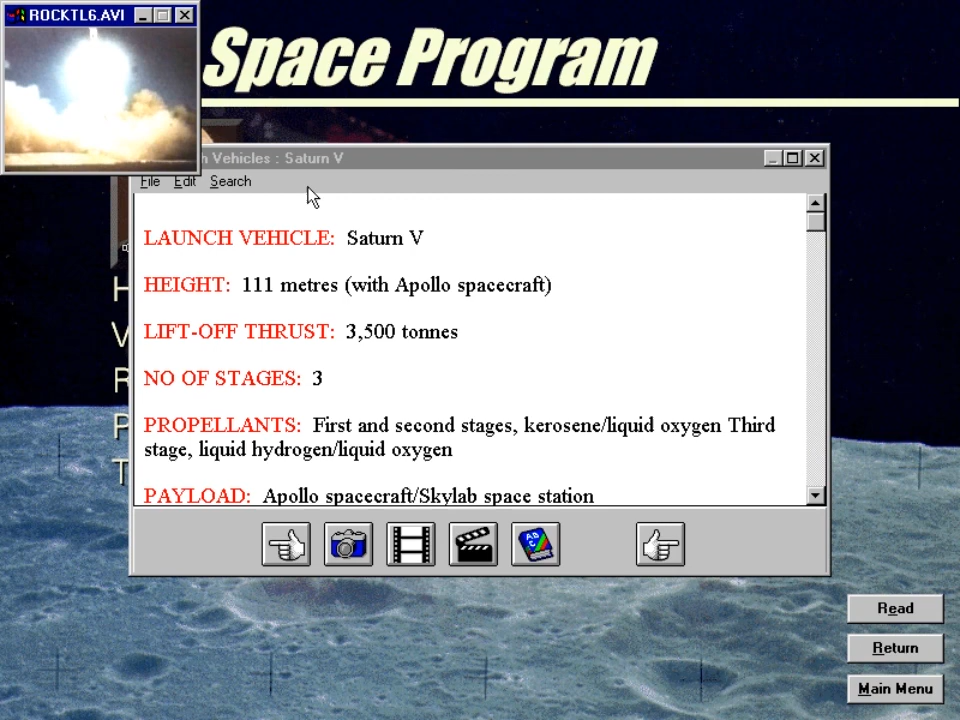 ROCKTL6.AVI
Space Program
h Vehicles : Saturn V
File Edit Search
LAUNCH VEHICLE: Saturn V
HEIGHT: 111 metres (with Apollo spacecraft)
LIFT-OFF THRUST: 3,500 tonnes
NO OF STAGES: 3
PROPELLANTS: First and second stages, kerosene/liquid oxygen Third
stage, liquid hydrogen/liquid oxygen
PAYLOAD: Apollo spacecraft/Skylab space station
H
V
R
P
T
AB
C
Read
Return
Main Menu